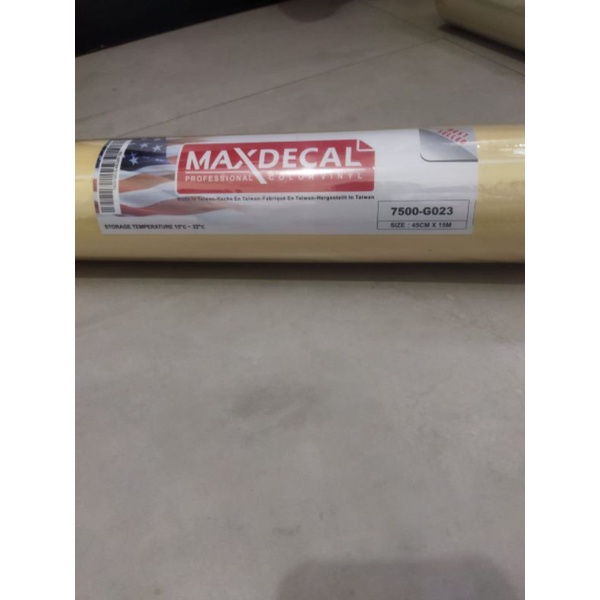 MAXDECAL
PROFESSIONAL COLOR VINYL
Made In Taiwan-Hecho En Taiwan-Fabriqué En Taiwan-Hergestellt In Taiwan
7500-G023
STORAGE TEMPERATURE 15°C ~ 32°C
SIZE : 45CM X 15M